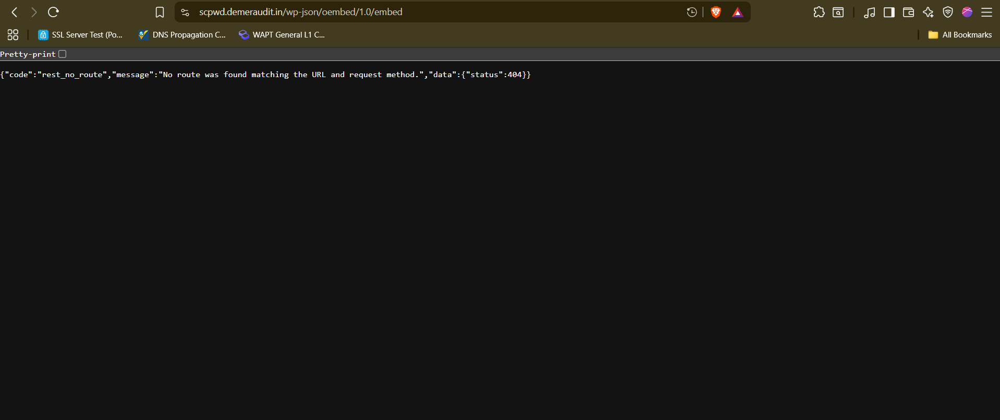 scpwd.demeraudit.in/wp-json/oembed/1.0/embed
SSL Server Test (Po... DNS Propagation C... WAPT General L1 C... All Bookmarks
Pretty-print
{"code":"rest_no_route","message":"No route was found matching the URL and request method.","data":{"status":404}}